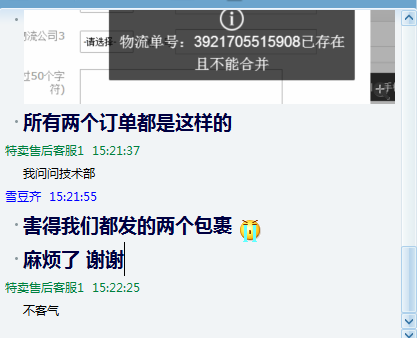 物流公司3
-请选择-
物流单号：3921705515908已存在
且不能合并
过50个字
符)
所有两个订单都是这样的
特卖售后客服1 15:21:37
我问问技术部
雪豆齐 15:21:55
害得我们都发的两个包裹
麻烦了 谢谢
特卖售后客服1 15:22:25
不客气